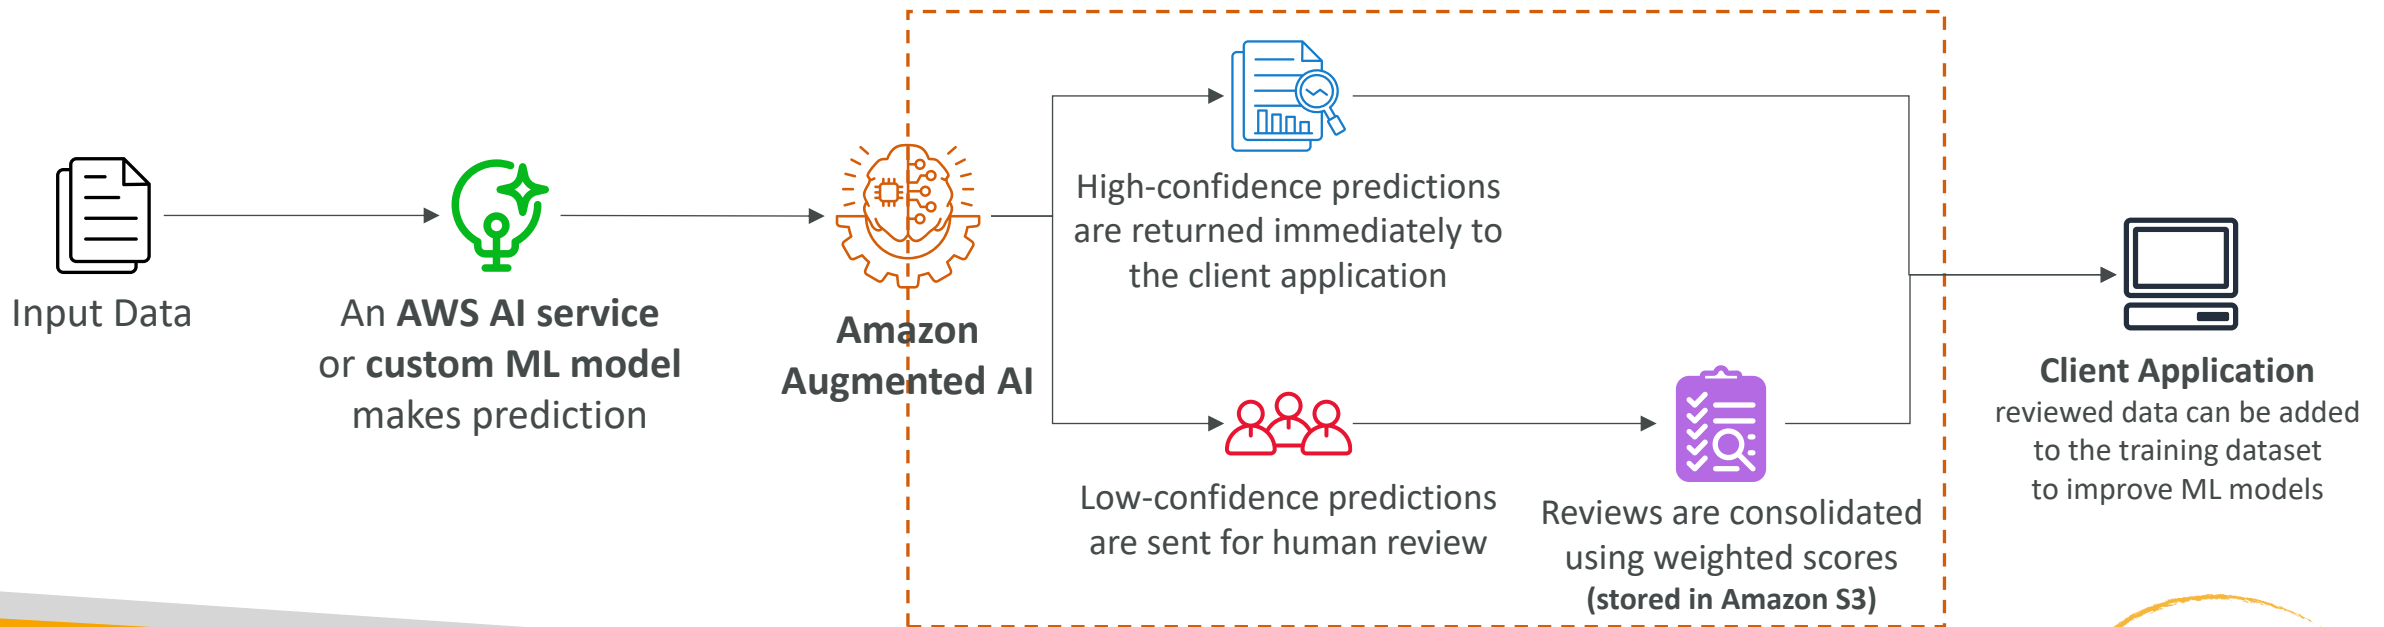 Input Data
An AWS AI service
or custom ML model
makes prediction
Amazon
Augmented AI
High-confidence predictions
are returned immediately to
the client application
Low-confidence predictions
are sent for human review
Reviews are consolidated
using weighted scores
(stored in Amazon S3)
Client Application
reviewed data can be added
to the training dataset
to improve ML models